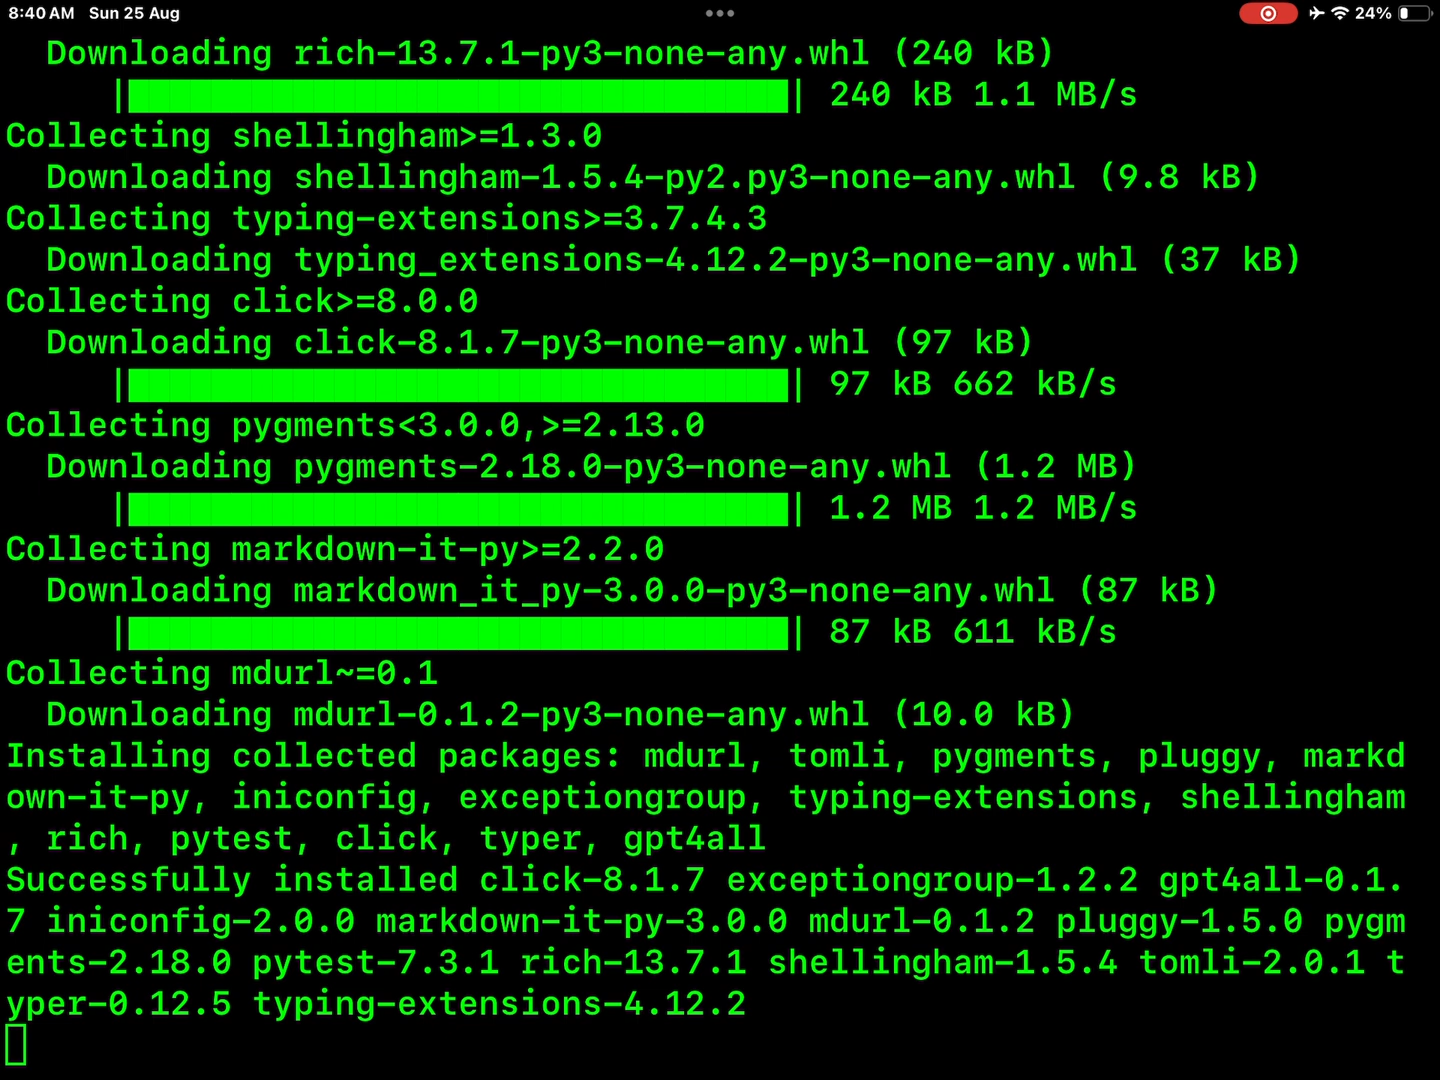 8:40 AM Sun 25 Aug
24%
Downloading rich-13.7.1-py3-none-any.whl (240 kB)
240 kB 1.1 MB/s
Collecting shellingham>=1.3.0
Downloading shellingham-1.5.4-py2.py3-none-any.whl (9.8 kB)
Collecting typing-extensions>=3.7.4.3
Downloading typing_extensions-4.12.2-py3-none-any.whl (37 kB)
Collecting click>=8.0.0
Downloading click-8.1.7-py3-none-any.whl (97 kB)
97 kB 662 kB/s
Collecting pygments<3.0.0,>=2.13.0
Downloading pygments-2.18.0-py3-none-any.whl (1.2 MB)
1.2 MB 1.2 MB/s
Collecting markdown-it-py>=2.2.0
Downloading markdown_it_py-3.0.0-py3-none-any.whl (87 kB)
87 kB 611 kB/s
Collecting mdurl~=0.1
Downloading mdurl-0.1.2-py3-none-any.whl (10.0 kB)
Installing collected packages: mdurl, tomli, pygments, pluggy, markd
own-it-py, iniconfig, exceptiongroup, typing-extensions, shellingham
, rich, pytest, click, typer, gpt4all
Successfully installed click-8.1.7 exceptiongroup-1.2.2 gpt4all-0.1.
7 iniconfig-2.0.0 markdown-it-py-3.0.0 mdurl-0.1.2 pluggy-1.5.0 pygm
ents-2.18.0 pytest-7.3.1 rich-13.7.1 shellingham-1.5.4 tomli-2.0.1 t
yper-0.12.5 typing-extensions-4.12.2